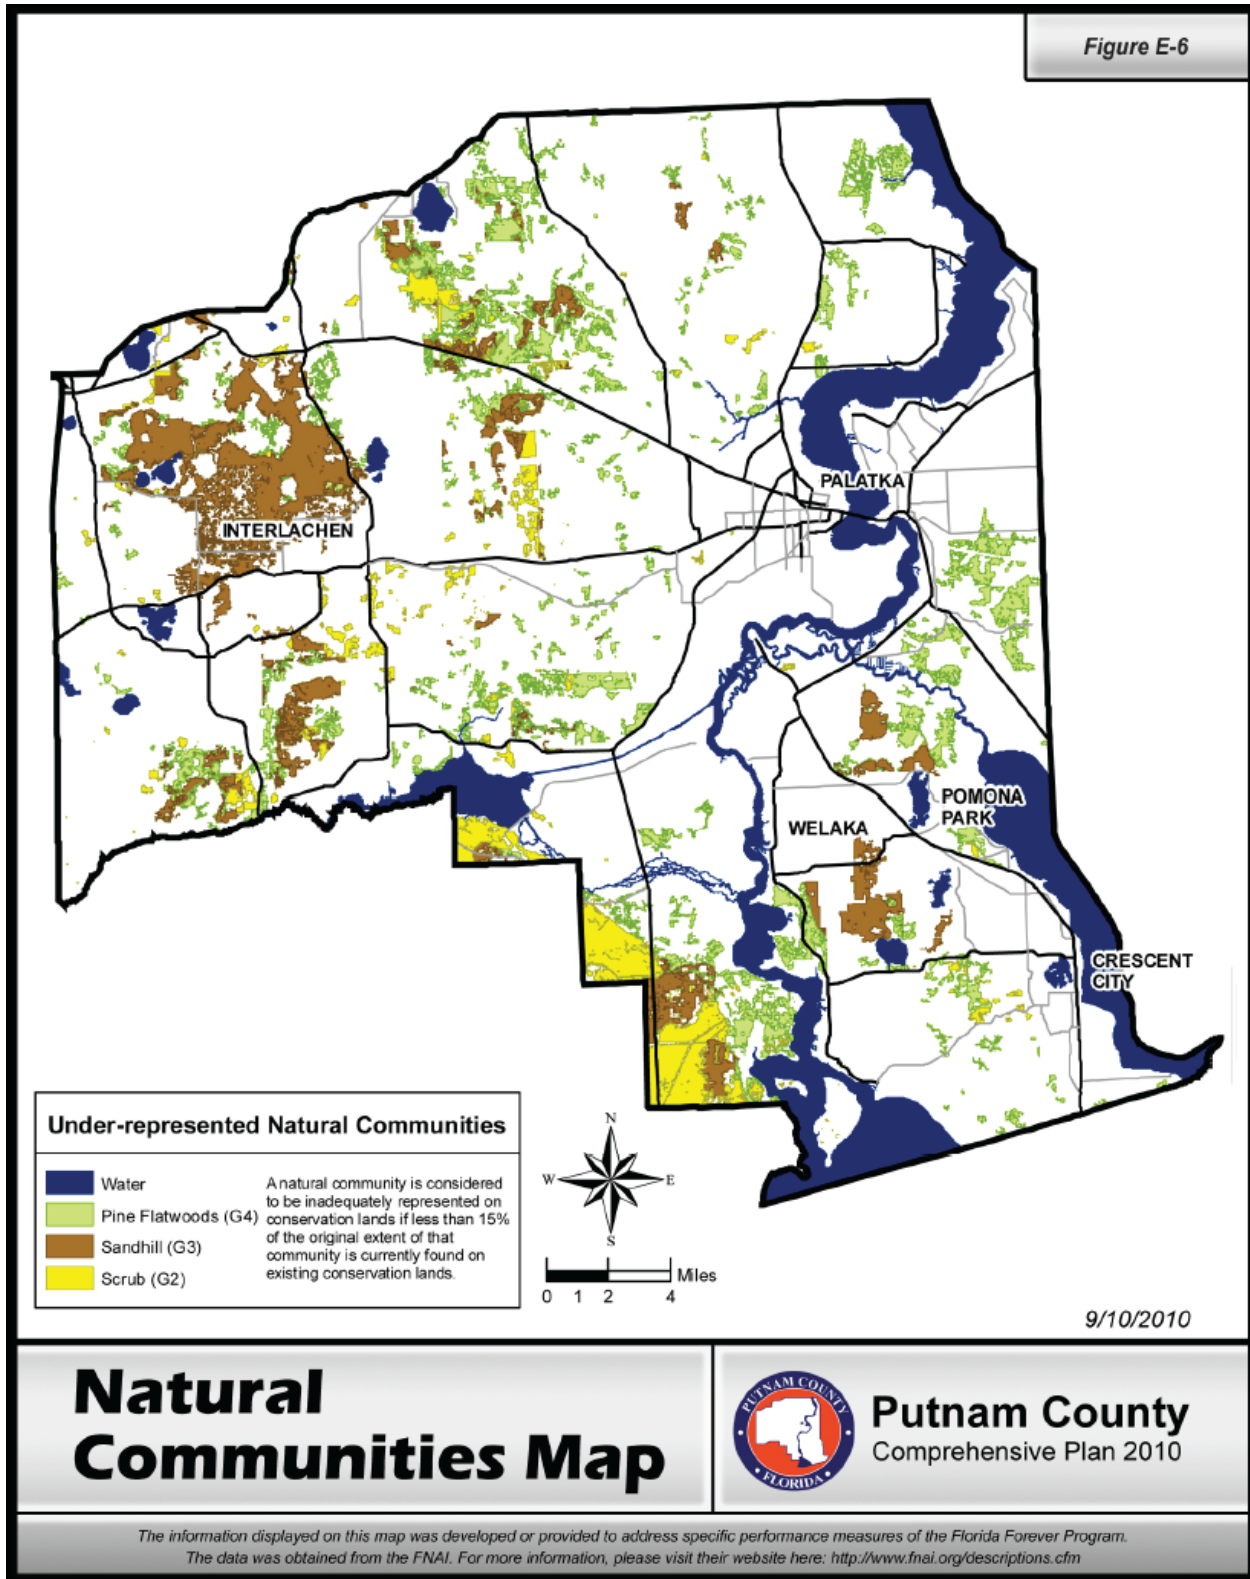 Figure E-6
PALATKA
INTERLACHEN
POMONA
PARK
WELAKA
CRESCENT
CITY
Under-represented Natural Communities
Water
Pine Flatwoods (G4)
Sandhill (G3)
Scrub (G2)
A natural community is considered
to be inadequately represented on
conservation lands if less than 15%
of the original extent of that
community is currently found on
existing conservation lands.
N
W
E
S
Miles
0 1 2 4
9/10/2010
Natural
Communities Map
PUTNAM COUNTY
FLORIDA
Putnam County
Comprehensive Plan 2010
The information displayed on this map was developed or provided to address specific performance measures of the Florida Forever Program.
The data was obtained from the FNAI. For more information, please visit their website here: http://www.fnai.org/descriptions.cfm